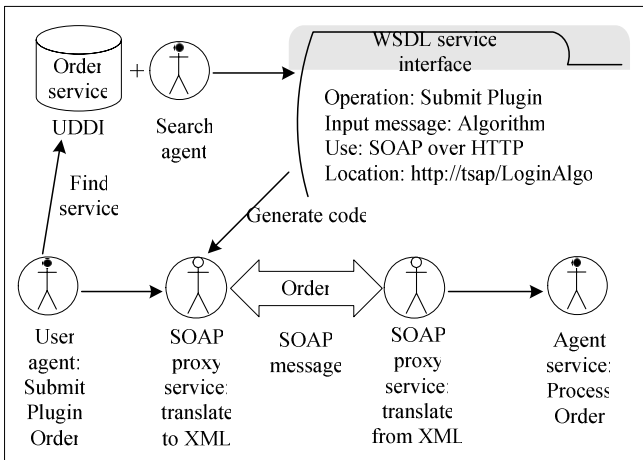 Order
service
+
UDDI
Search
agent
WSDL service
interface
Operation: Submit Plugin
Input message: Algorithm
Use: SOAP over HTTP
Location: http://tsap/LoginAlgo
Find
service
Generate code
Order
User
agent:
Submit
Plugin
Order
SOAP
proxy
service:
translate
to XML
SOAP
message
SOAP
proxy
service:
translate
from XML
Agent
service:
Process
Order